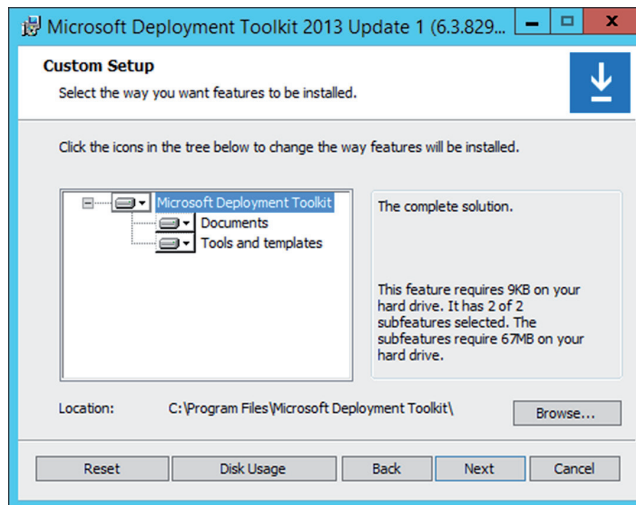 Microsoft Deployment Toolkit 2013 Update 1 (6.3.829...
Custom Setup
Select the way you want features to be installed.
Click the icons in the tree below to change the way features will be installed.
Microsoft Deployment Toolkit
Documents
Tools and templates
The complete solution.
This feature requires 9KB on your
hard drive. It has 2 of 2
subfeatures selected. The
subfeatures require 67MB on your
hard drive.
Location: C:\Program Files\Microsoft Deployment Toolkit\
Browse...
Reset Disk Usage Back Next Cancel